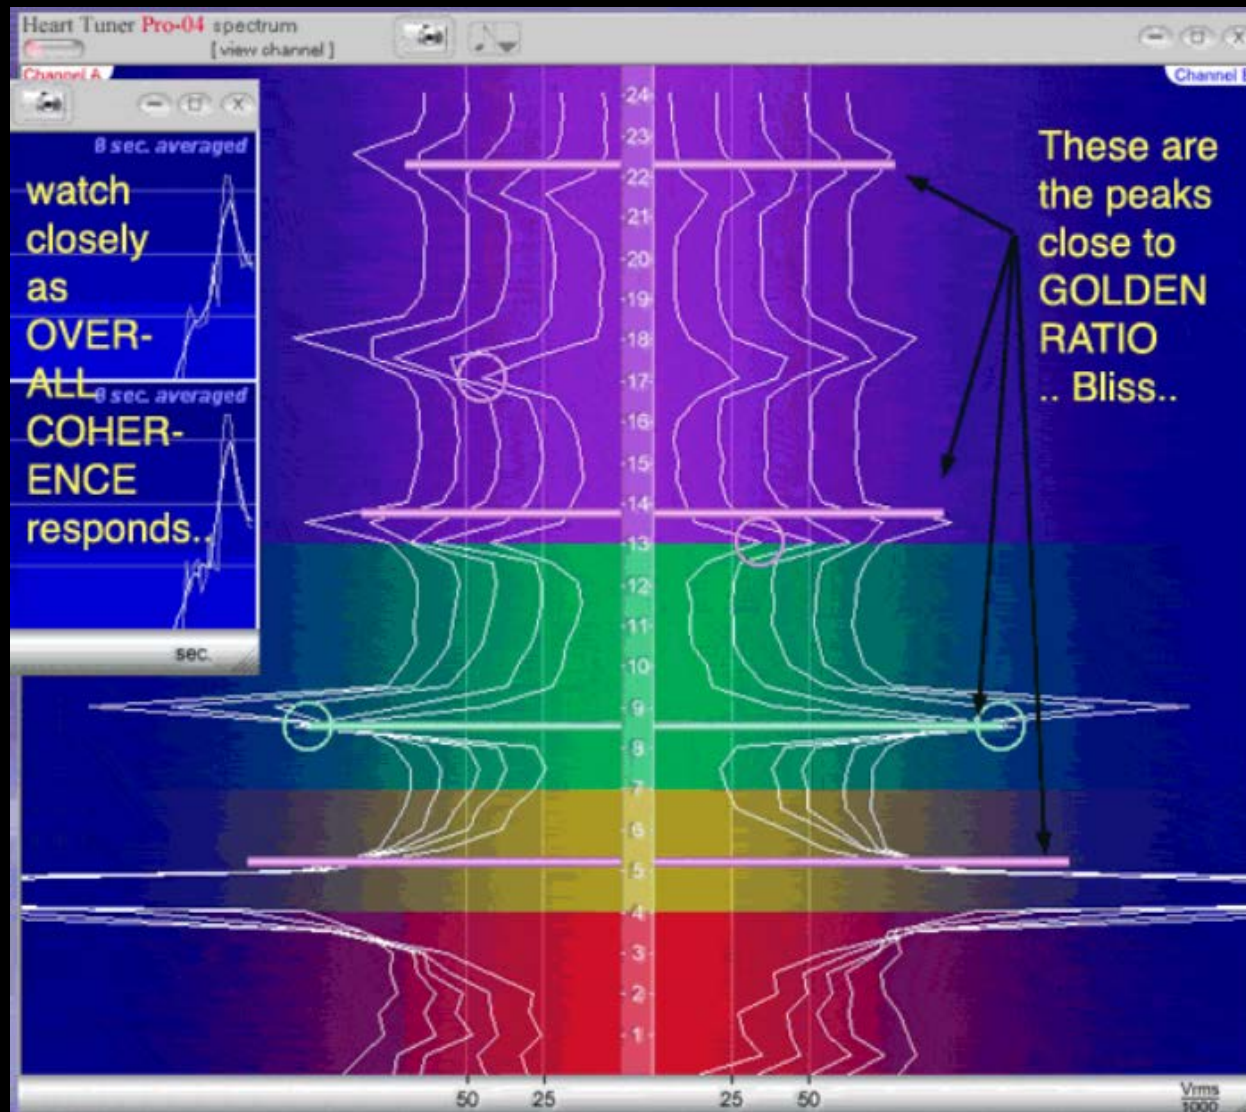 Heart Tuner Pro-04 spectrum
[ view channel ]
Channel A
Channel B
8 sec. averaged
watch
closely
as
OVER-
ALL
8 sec. averaged
COHER-
ENCE
responds..
sec.
These are
the peaks
close to
GOLDEN
RATIO
.. Bliss..
24
23
22
21
20
19
18
17
16
15
14
13
12
11
10
9
8
7
6
5
4
3
2
1
50 25 25 50
Vrms
1000